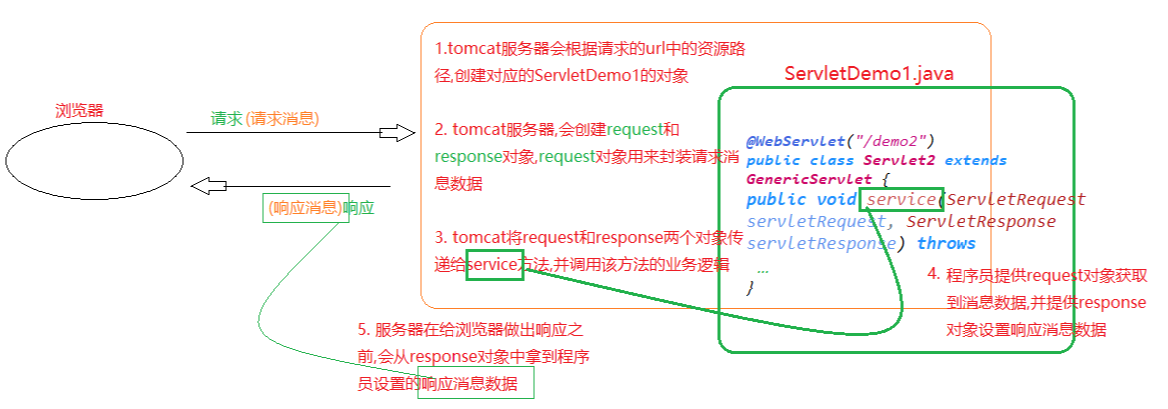 浏览器
请求 (请求消息)
(响应消息)响应
1.tomcat服务器会根据请求的url中的资源路
径,创建对应的ServletDemo1的对象
2. tomcat服务器,会创建request和
response对象,request对象用来封装请求消
息数据
3. tomcat将request和response两个对象传
递给service方法,并调用该方法的业务逻辑
ServletDemo1.java
@WebServlet("/demo2")
public class Servlet2 extends
GenericServlet {
public void service(ServletRequest
servletRequest, ServletResponse
servletResponse) throws
...
}
4. 程序员提供request对象获取
到消息数据,并提供response
对象设置响应消息数据
5. 服务器在给浏览器做出响应之
前,会从response对象中拿到程序
员设置的响应消息数据